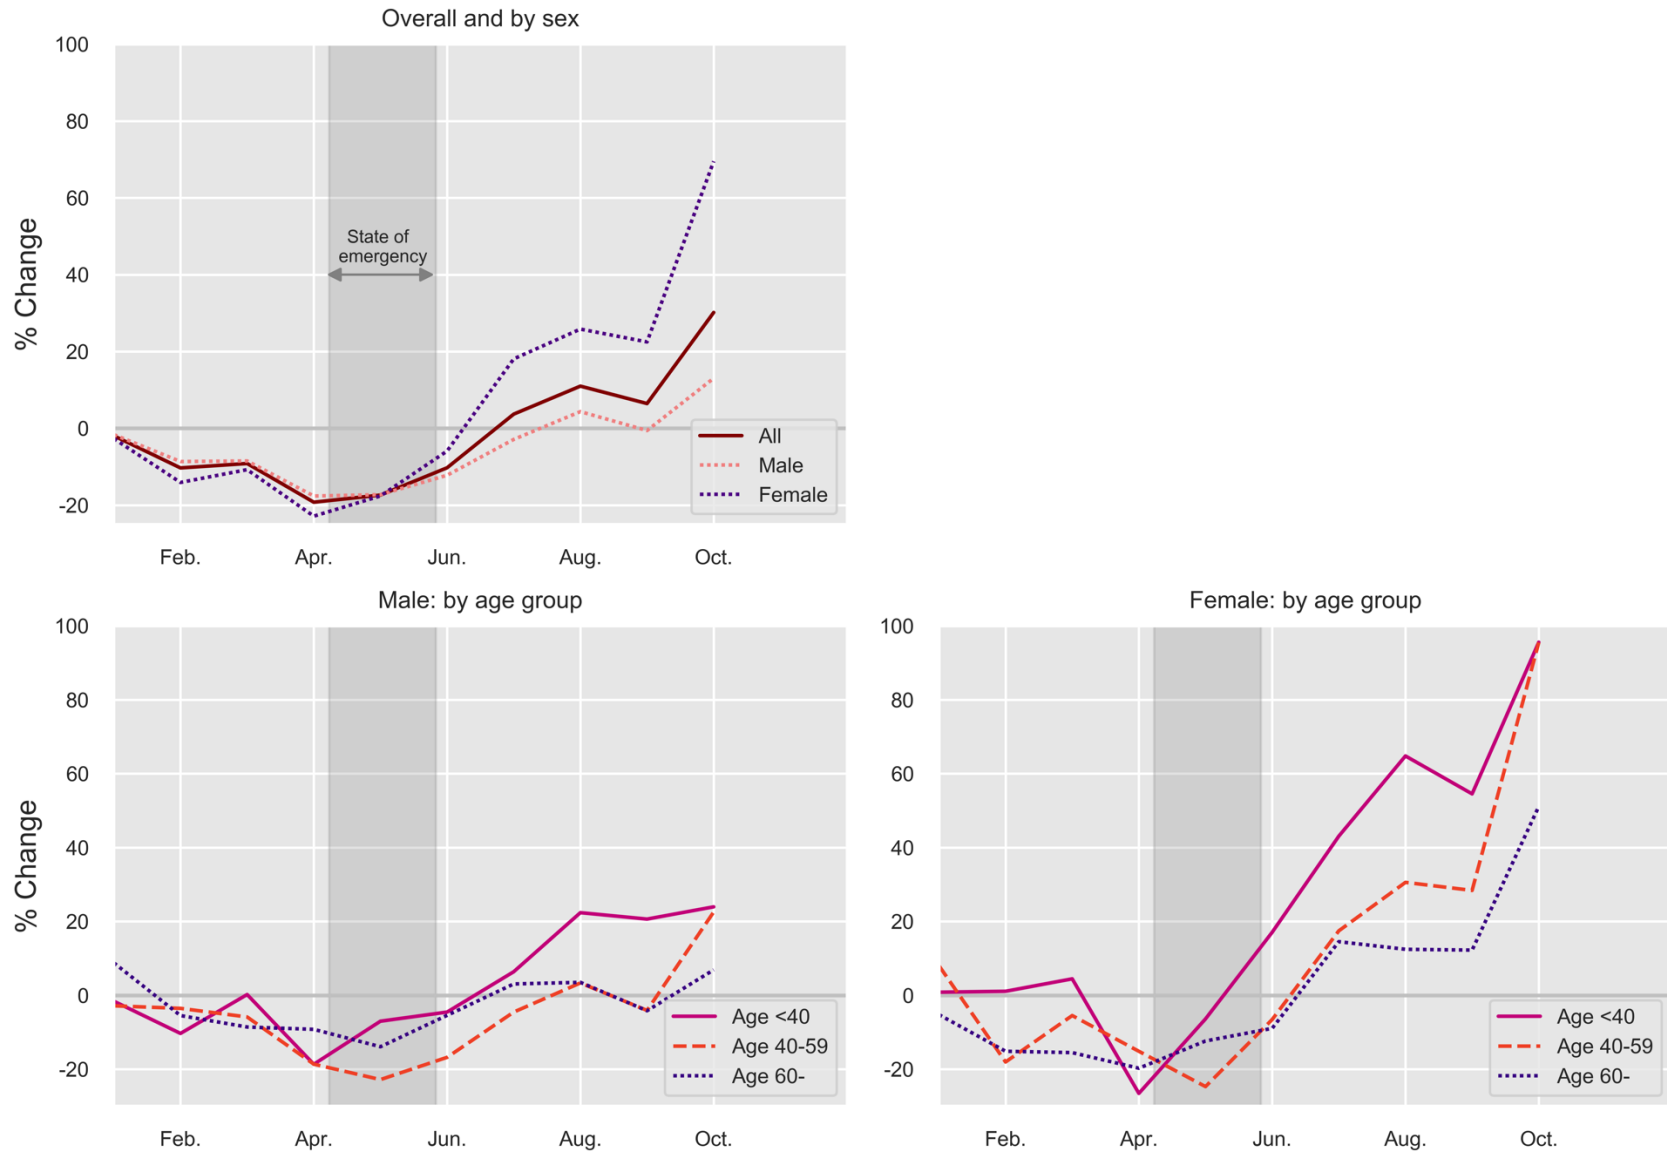 Overall and by sex
100
80
60
40
20
0
-20
% Change
State of
emergency
All
Male
Female
Feb.
Apr.
Jun.
Aug.
Oct.
Male: by age group
100
80
60
40
20
0
-20
% Change
Age <40
Age 40-59
Age 60-
Feb.
Apr.
Jun.
Aug.
Oct.
Female: by age group
100
80
60
40
20
0
-20
Age <40
Age 40-59
Age 60-
Feb.
Apr.
Jun.
Aug.
Oct.